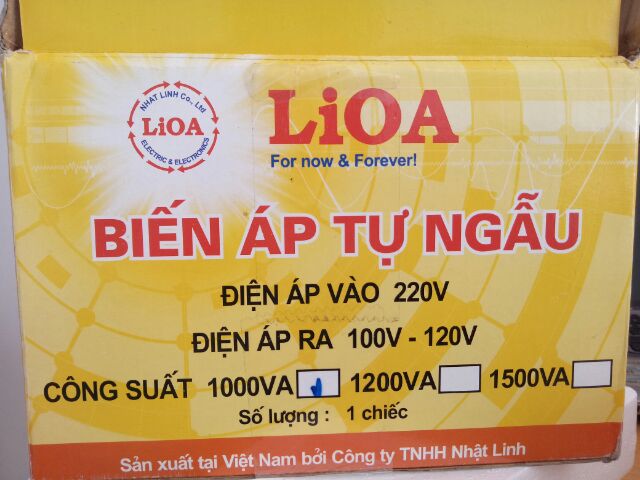 NHAT LINH Co., Ltd
LiOA
ELECTRIC & ELECTRONICS
LiOA
For now & Forever!
BIẾN ÁP TỰ NGẪU
ĐIỆN ÁP VÀO 220V
ĐIỆN ÁP RA 100V - 120V
CÔNG SUẤT 1000VA 1200VA 1500VA
Số lượng : 1 chiếc
Sản xuất tại Việt Nam bởi Công ty TNHH Nhật Linh